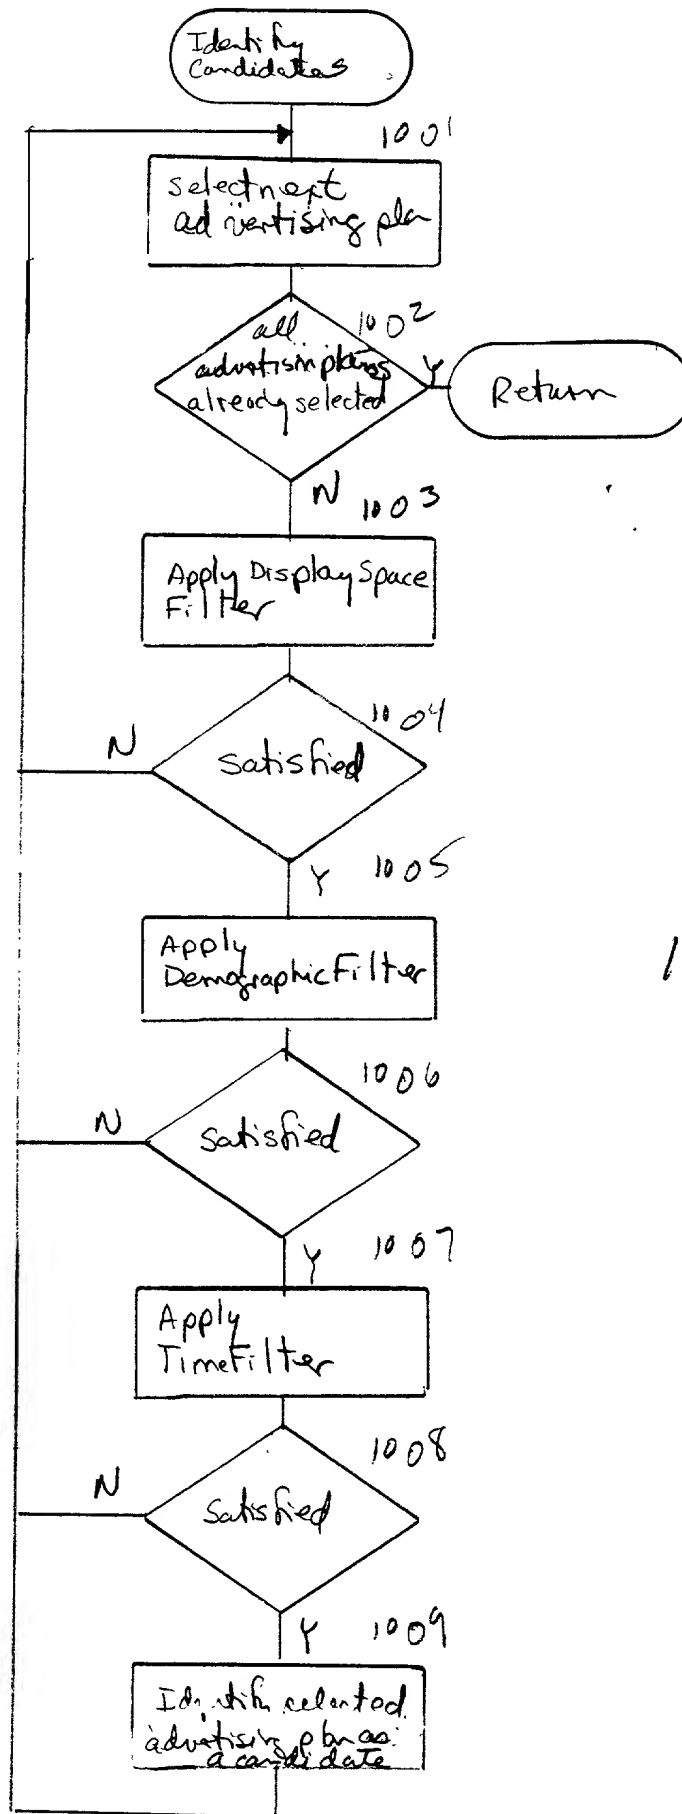 Identify
Candidates
1001
select next
advertising plan
1002
all
advertisin plans
already selected
Y
Return
N
1003
Apply Display Space
Filter
1004
N
satisfied
Y
1005
Apply
Demographic Filter
1006
N
satisfied
Y
1007
Apply
Time Filter
1008
N
satisfied
Y
1009
Identify selected
advertising plan as
a candidate